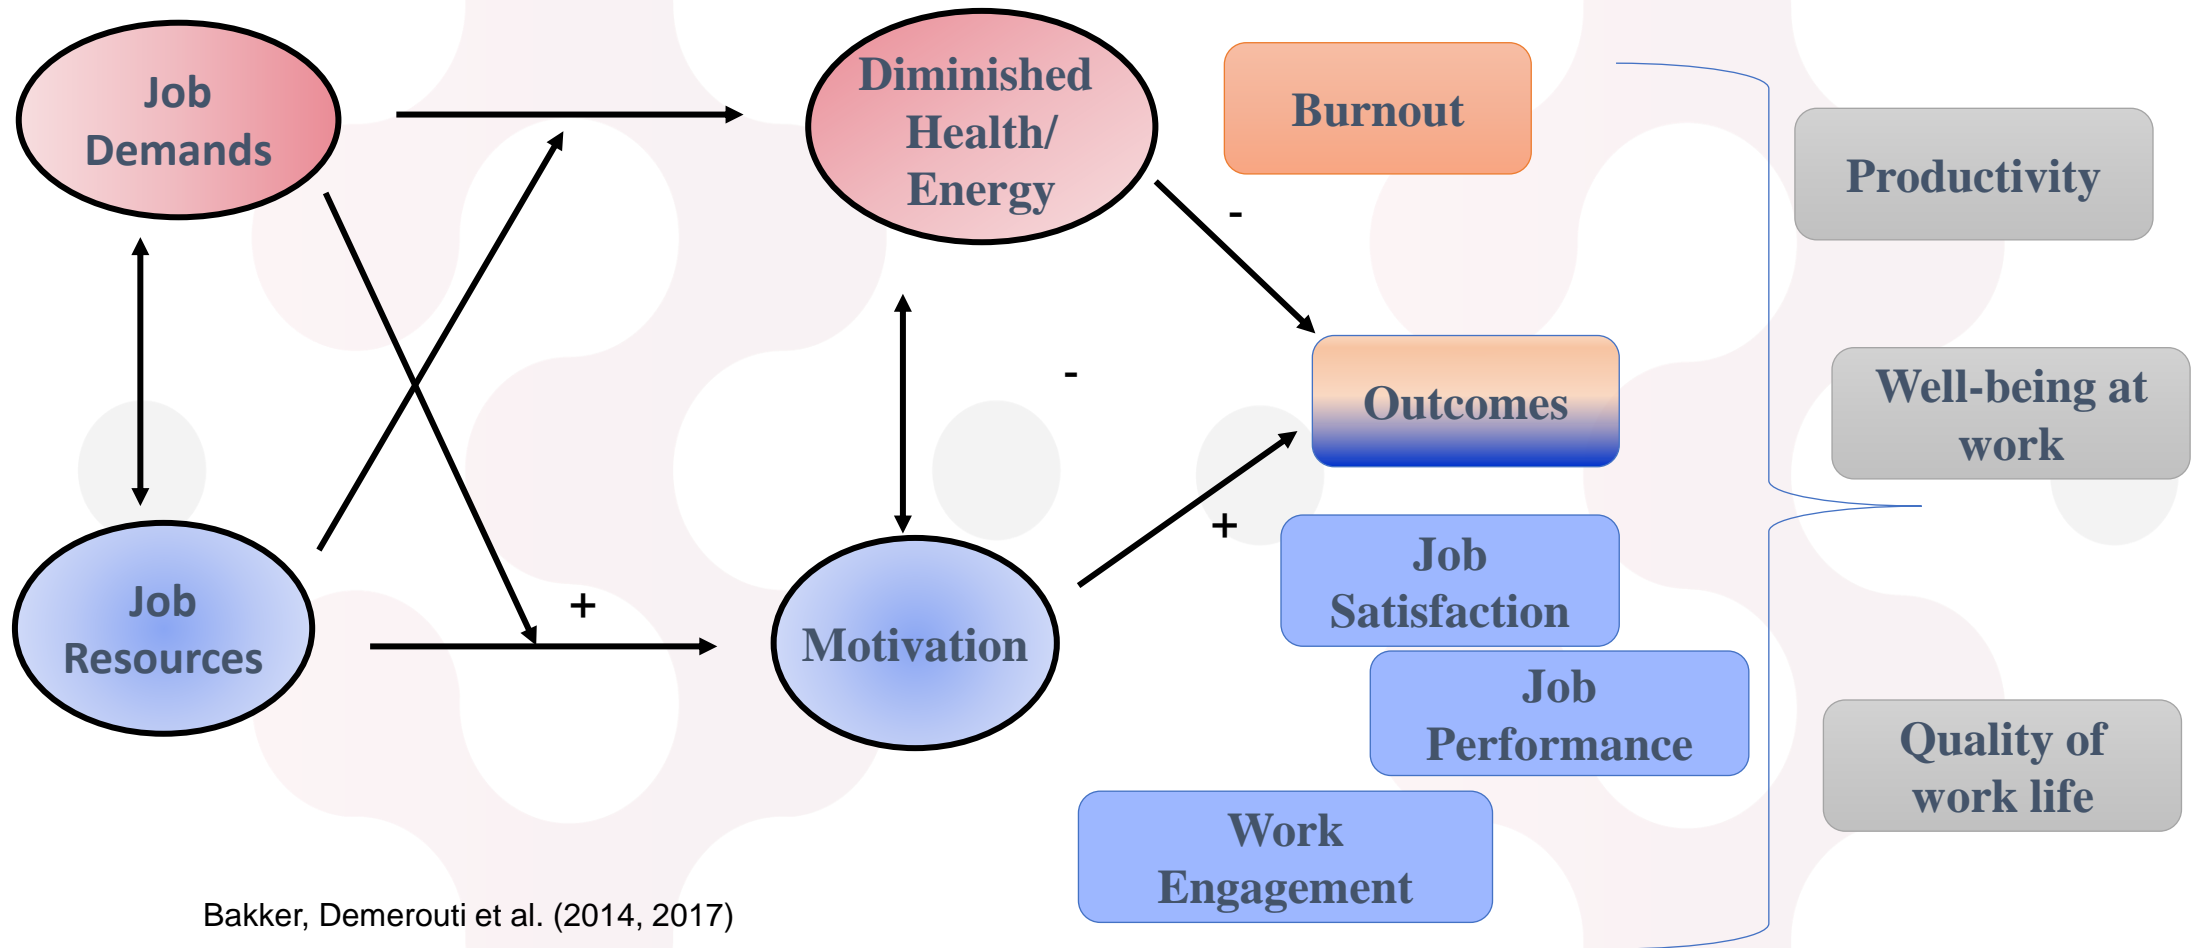 Job
Demands
Diminished
Health/
Energy
Burnout
Productivity
-
-
Outcomes
Well-being at
work
+
Job
Resources
+
Motivation
Job
Satisfaction
Job
Performance
Quality of
work life
Work
Engagement
Bakker, Demerouti et al. (2014, 2017)